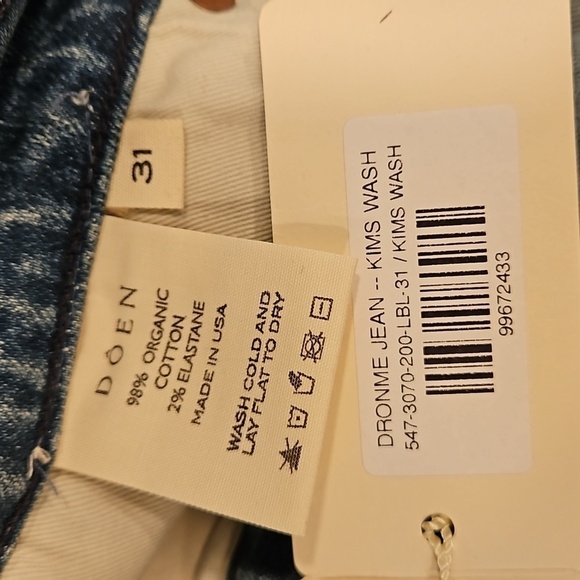 31
DÔEN
98% ORGANIC
COTTON
2% ELASTANE
MADE IN USA
WASH COLD AND
LAY FLAT TO DRY
DRONME JEAN -- KIMS WASH
547-3070-200-LBL-31 / KIMS WASH
99672433